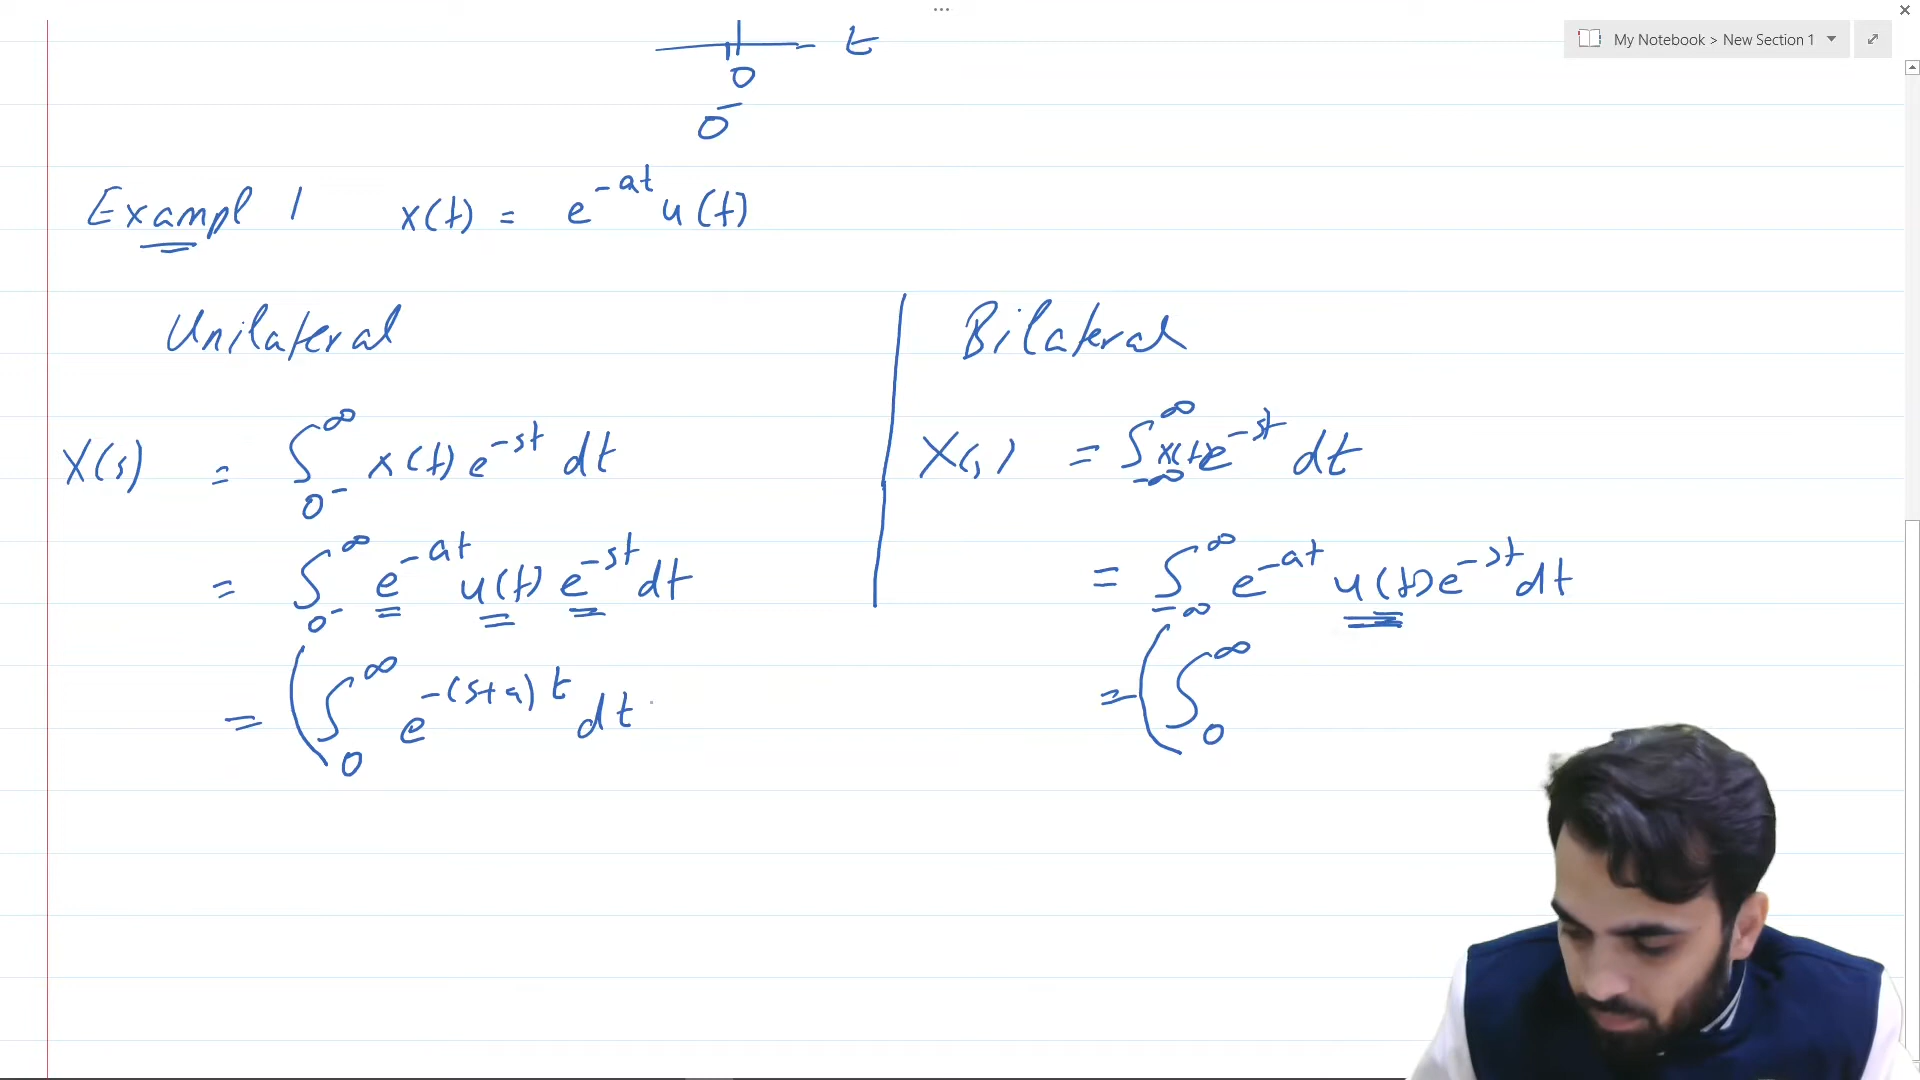 ...
My Notebook > New Section 1
t
0
0⁻
Exampl 1 x(t) = e^{-at} u(t)
Unilateral
X(s) = ∫_{0⁻}^{∞} x(t) e^{-st} dt
= ∫_{0⁻}^{∞} e^{-at} u(t) e^{-st} dt
= ( ∫_{0}^{∞} e^{-(s+a)t} dt
Bilateral
X(s) = ∫_{-∞}^{∞} x(t) e^{-st} dt
= ∫_{-∞}^{∞} e^{-at} u(t) e^{-st} dt
= ( ∫_{0}^{∞}